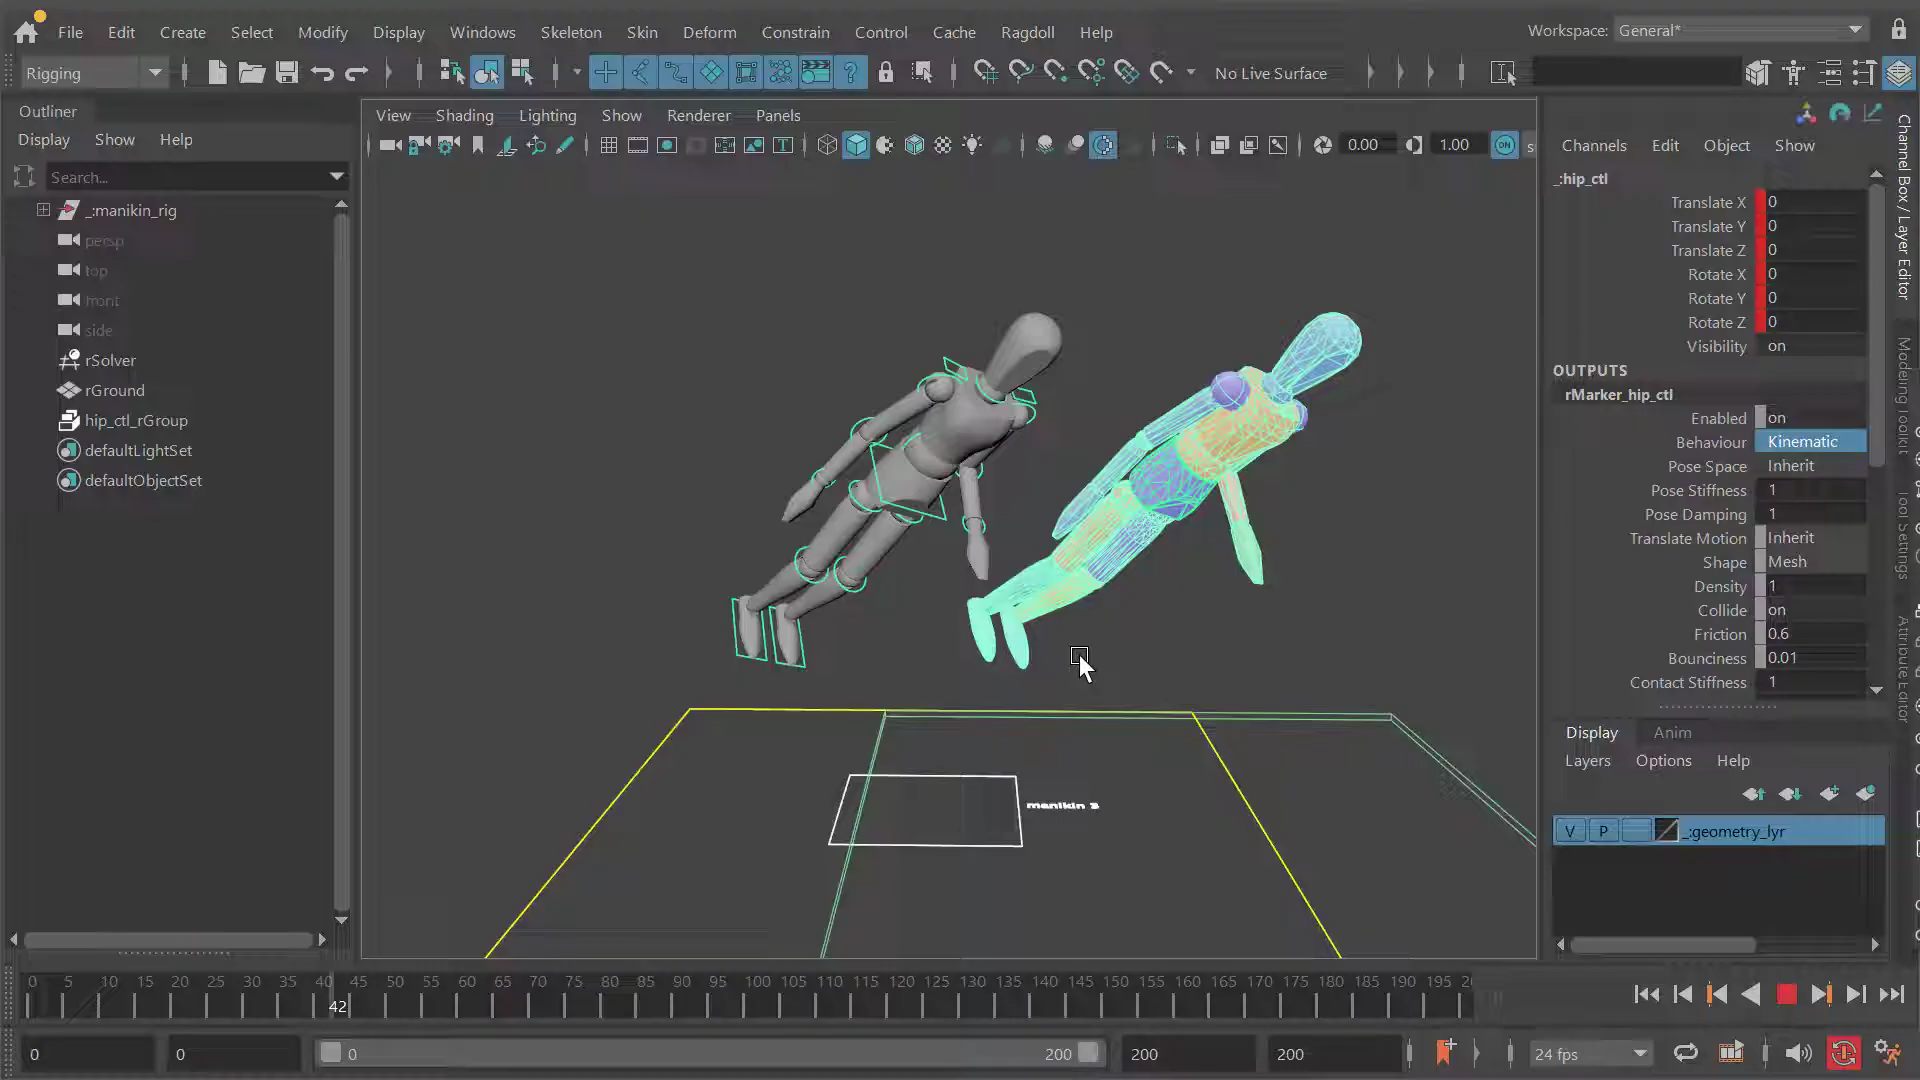 File Edit Create Select Modify Display Windows Skeleton Skin Deform Constrain Control Cache Ragdoll Help
Workspace: General*
Rigging
No Live Surface
Outliner
Display Show Help
Search...
_:manikin_rig
persp
top
front
side
rSolver
rGround
hip_ctl_rGroup
defaultLightSet
defaultObjectSet
View Shading Lighting Show Renderer Panels
0.00 1.00 ON
manikin 3
Channels Edit Object Show
_:hip_ctl
Translate X 0
Translate Y 0
Translate Z 0
Rotate X 0
Rotate Y 0
Rotate Z 0
Visibility on
OUTPUTS
rMarker_hip_ctl
Enabled on
Behaviour Kinematic
Pose Space Inherit
Pose Stiffness 1
Pose Damping 1
Translate Motion Inherit
Shape Mesh
Density 1
Collide on
Friction 0.6
Bounciness 0.01
Contact Stiffness 1
Display Anim
Layers Options Help
V P _:geometry_lyr
Channel Box / Layer Editor
Modeling Toolkit
Tool Settings
Attribute Editor
0 5 10 15 20 25 30 35 40 45 50 55 60 65 70 75 80 85 90 95 100 105 110 115 120 125 130 135 140 145 150 155 160 165 170 175 180 185 190 195
42
0 0 0 200 200 200 24 fps